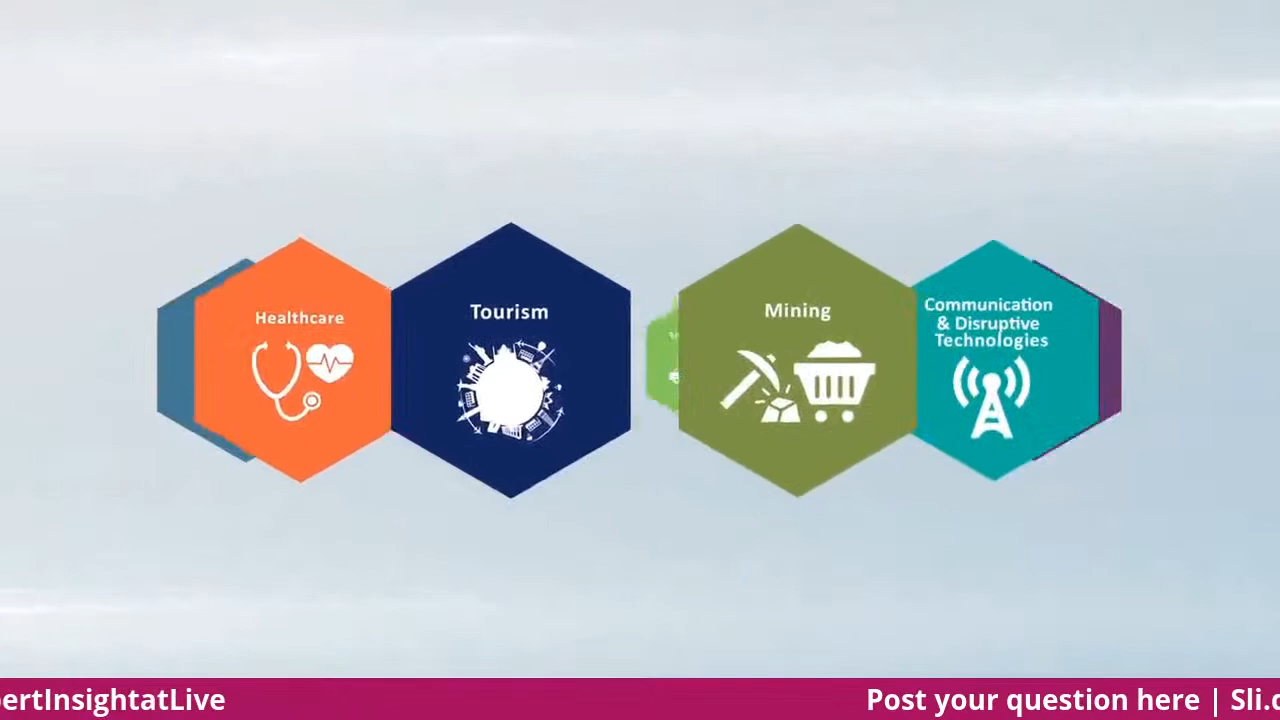 Healthcare
Tourism
Mining
Communication
& Disruptive
Technologies
ertInsightatLive
Post your question here | Sli.